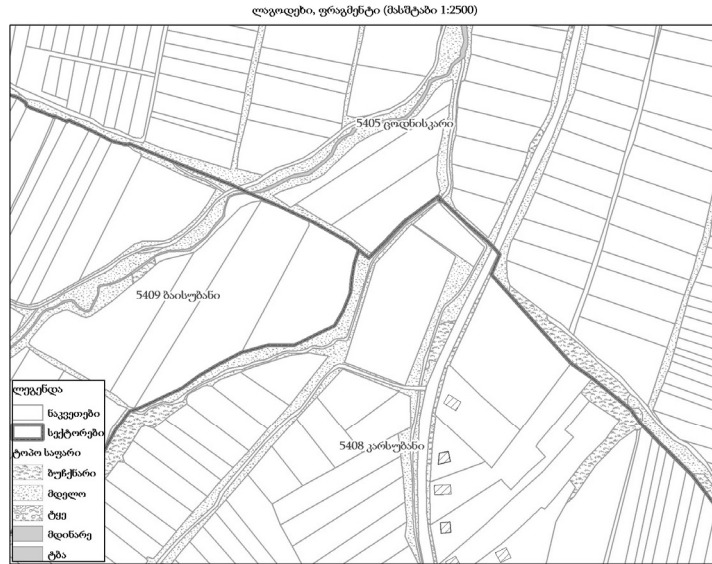 ლაგოდეხი, ფრაგმენტი (მასშტაბი 1:2500)
5405 ცოდნისკარი
5409 ბაისუბანი
5408 კარსუბანი
ლეგენდა
ნაკვეთები
სექტორები
ტოპო საფარი
ბუჩქნარი
მდელო
ტყე
მდინარე
ტბა